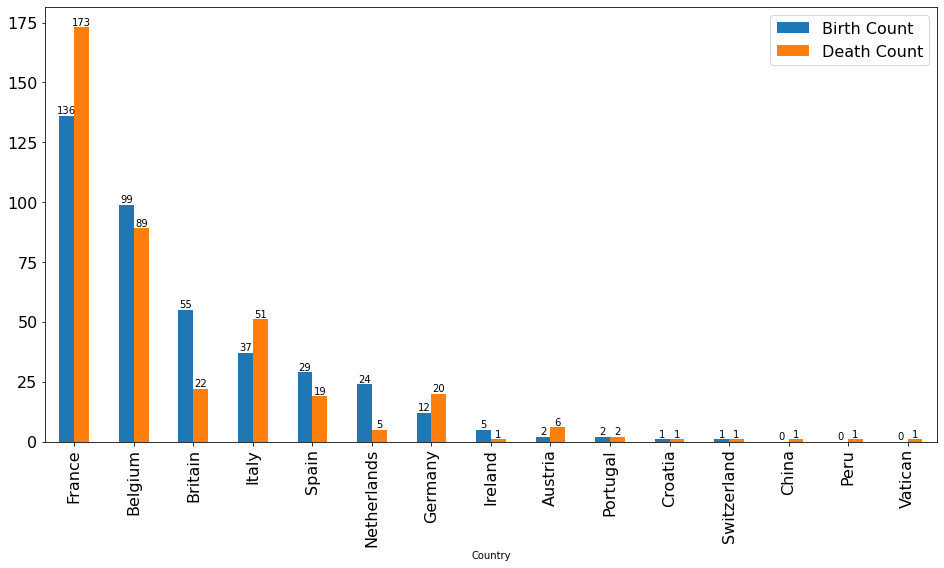 175
150
125
100
75
50
25
0
Birth Count
Death Count
136 173
99 89
55 22
37 51
29 19
24 5
12 20
5 1
2 6
2 2
1 1
1 1
0 1
0 1
0 1
France
Belgium
Britain
Italy
Spain
Netherlands
Germany
Ireland
Austria
Portugal
Croatia
Switzerland
China
Peru
Vatican
Country